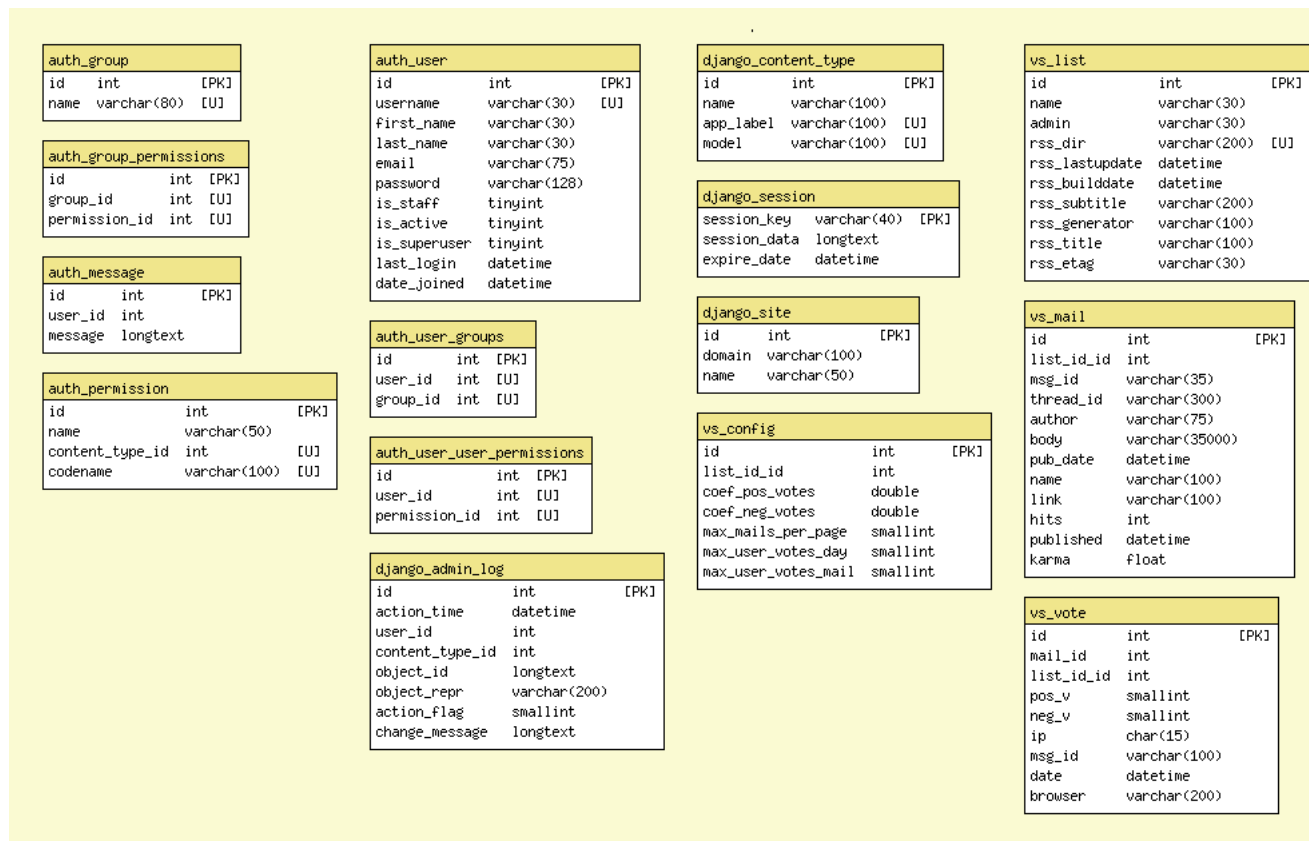 auth_group
id int [PK]
name varchar(80) [U]
auth_group_permissions
id int [PK]
group_id int [U]
permission_id int [U]
auth_message
id int [PK]
user_id int
message longtext
auth_permission
id int [PK]
name varchar(50)
content_type_id int [U]
codename varchar(100) [U]
auth_user
id int [PK]
username varchar(30) [U]
first_name varchar(30)
last_name varchar(30)
email varchar(75)
password varchar(128)
is_staff tinyint
is_active tinyint
is_superuser tinyint
last_login datetime
date_joined datetime
auth_user_groups
id int [PK]
user_id int [U]
group_id int [U]
auth_user_user_permissions
id int [PK]
user_id int [U]
permission_id int [U]
django_admin_log
id int [PK]
action_time datetime
user_id int
content_type_id int
object_id longtext
object_repr varchar(200)
action_flag smallint
change_message longtext
django_content_type
id int [PK]
name varchar(100)
app_label varchar(100) [U]
model varchar(100) [U]
django_session
session_key varchar(40) [PK]
session_data longtext
expire_date datetime
django_site
id int [PK]
domain varchar(100)
name varchar(50)
vs_config
id int [PK]
list_id_id int
coef_pos_votes double
coef_neg_votes double
max_mails_per_page smallint
max_user_votes_day smallint
max_user_votes_mail smallint
vs_list
id int [PK]
name varchar(30)
admin varchar(30)
rss_dir varchar(200) [U]
rss_lastupdate datetime
rss_builddate datetime
rss_subtitle varchar(200)
rss_generator varchar(100)
rss_title varchar(100)
rss_etag varchar(30)
vs_mail
id int [PK]
list_id_id int
msg_id varchar(35)
thread_id varchar(300)
author varchar(75)
body varchar(35000)
pub_date datetime
name varchar(100)
link varchar(100)
hits int
published datetime
karma float
vs_vote
id int [PK]
mail_id int
list_id_id int
pos_v smallint
neg_v smallint
ip char(15)
msg_id varchar(100)
date datetime
browser varchar(200)